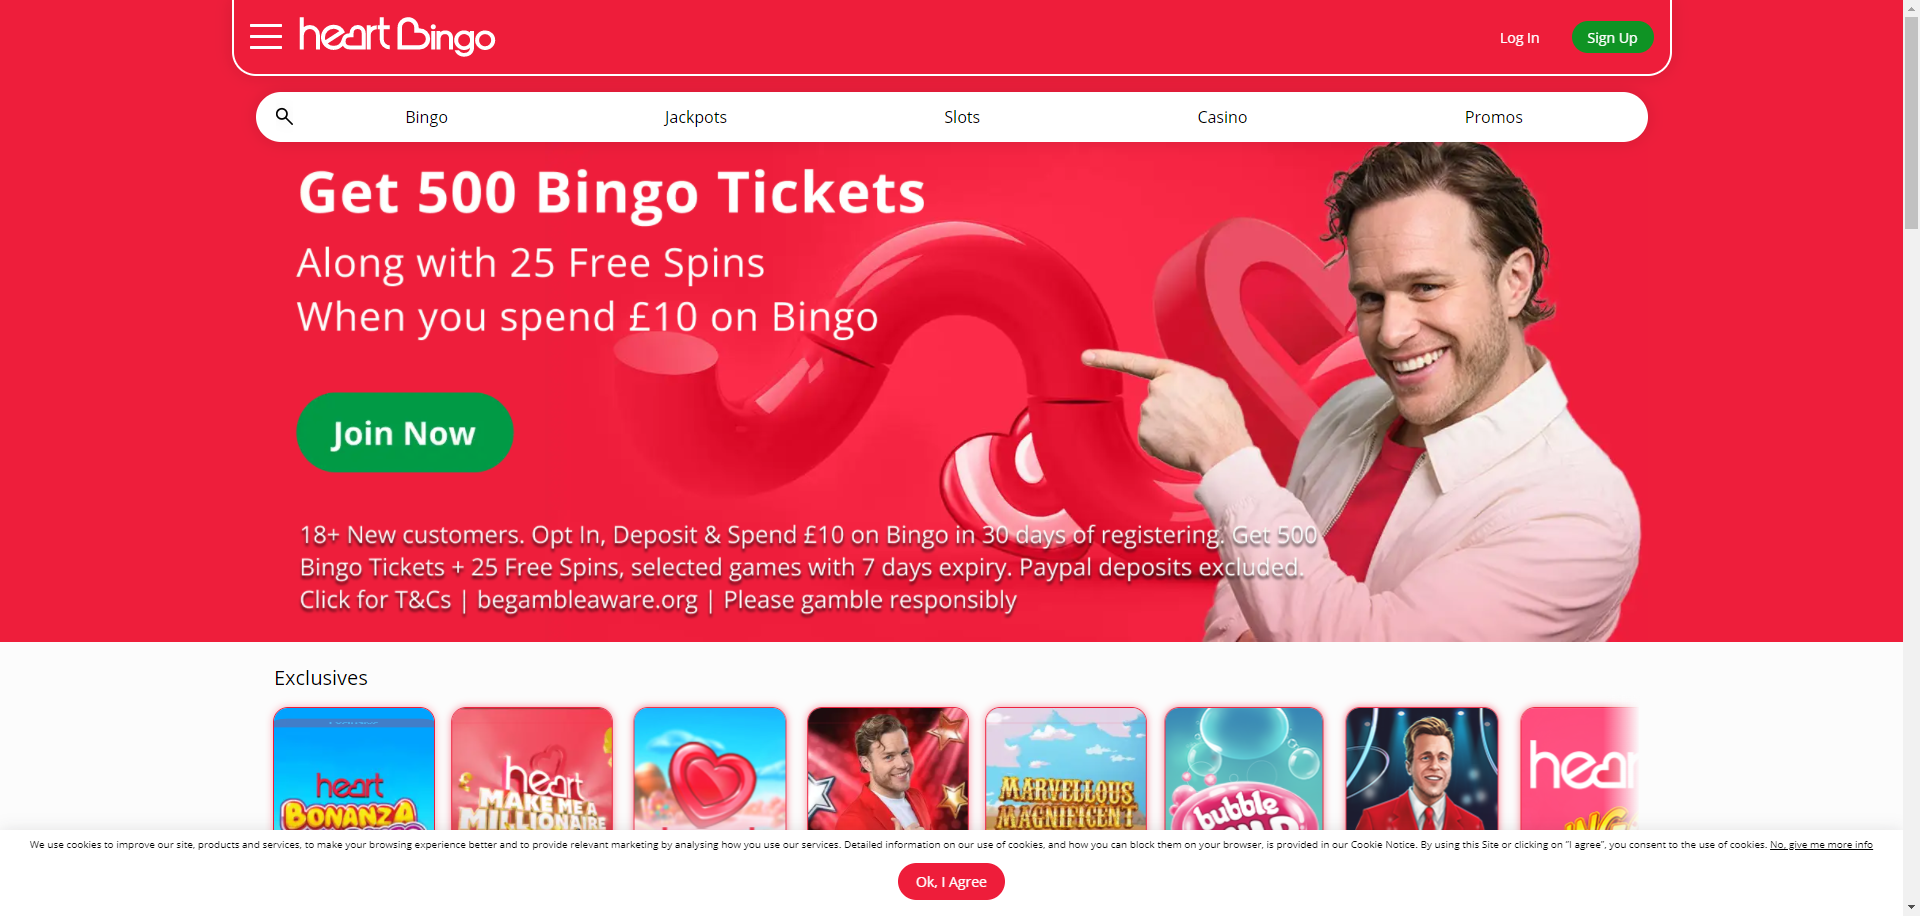 heart Bingo
Log In
Sign Up
Bingo
Jackpots
Slots
Casino
Promos
Get 500 Bingo Tickets
Along with 25 Free Spins
When you spend £10 on Bingo
Join Now
18+ New customers. Opt In, Deposit & Spend £10 on Bingo in 30 days of registering. Get 500
Bingo Tickets + 25 Free Spins, selected games with 7 days expiry. Paypal deposits excluded.
Click for T&Cs | begambleaware.org | Please gamble responsibly
Exclusives
heart
BONANZA
heart
MAKE ME A
MILLIONAIRE
MARVELLOUS
MAGNIFICENT
bubble
heart
We use cookies to improve our site, products and services, to make your browsing experience better and to provide relevant marketing by analysing how you use our services. Detailed information on our use of cookies, and how you can block them on your browser, is provided in our Cookie Notice. By using this Site or clicking on “I agree”, you consent to the use of cookies. No, give me more info
Ok, I Agree